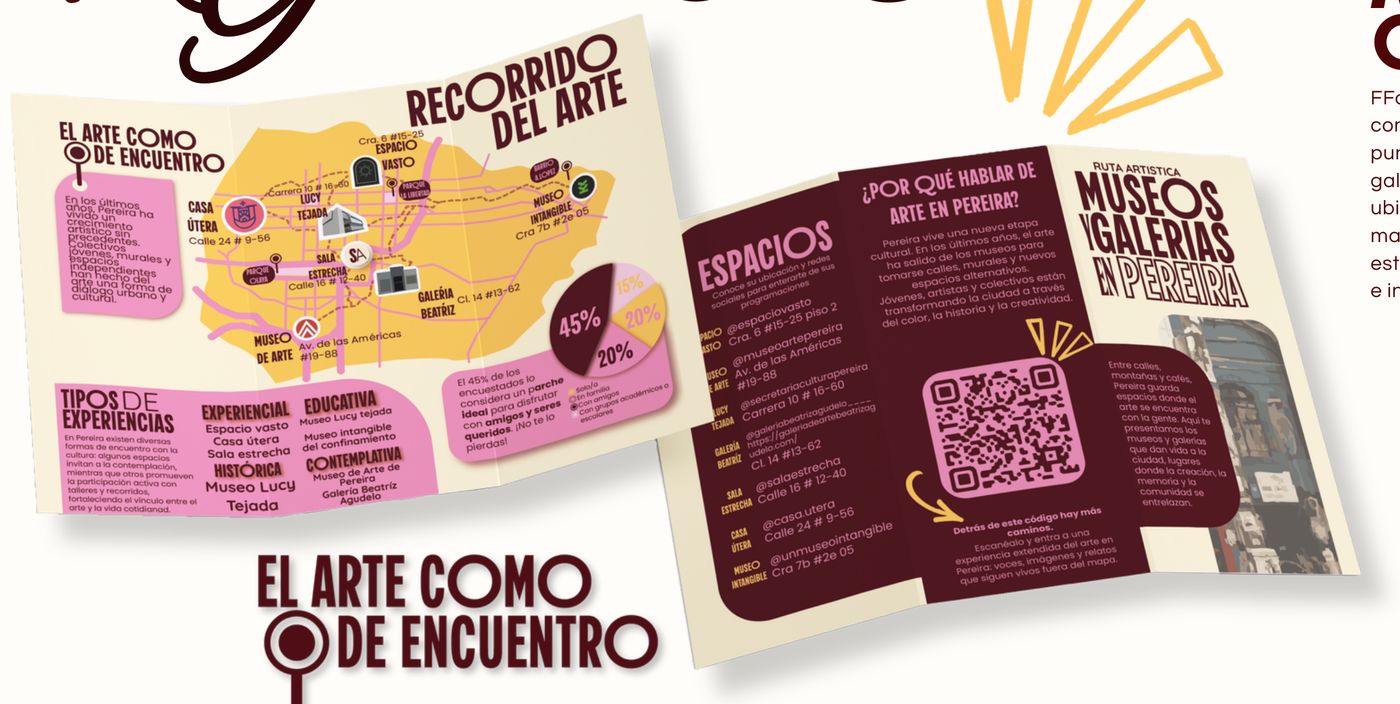 RECORRIDO
DEL ARTE
EL ARTE COMO
DE ENCUENTRO
En los últimos
años, Pereira ha
vivido un
crecimiento
artístico sin
precedentes.
Colectivos
jóvenes, murales y
espacios
independientes
han hecho del
arte una forma de
diálogo urbano y
cultural.
Cra. 6 #15-25
ESPACIO
VASTO
Carrera 10 # 16-60
LUCY
TEJADA
PARQUE
LA LIBERTAD
BARRIO
A.LOPEZ
MUSEO
INTANGIBLE
Cra 7b #2e 05
CASA
ÚTERA
Calle 24 # 9-56
SA
SALA
ESTRECHA
Calle 16 # 12-40
PARQUE
OLAYA
GALERÍA
BEATRÍZ
Cl. 14 #13-62
MUSEO
DE ARTE
Av. de las Américas
#19-88
45%
15%
20%
20%
El 45% de los
encuestados lo
considera un parche
ideal para disfrutar
con amigos y seres
queridos. ¡No te lo
pierdas!
Solo/a
En familia
Con amigos
Con grupos académicos o
escolares
TIPOS DE
EXPERIENCIAS
En Pereira existen diversas
formas de encuentro con la
cultura: algunos espacios
invitan a la contemplación,
mientras que otros promueven
la participación activa con
talleres y recorridos,
fortaleciendo el vínculo entre el
arte y la vida cotidianad.
EXPERIENCIAL
Espacio vasto
Casa útera
Sala estrecha
HISTÓRICA
Museo Lucy
Tejada
EDUCATIVA
Museo Lucy tejada
Museo intangible
del confinamiento
CONTEMPLATIVA
Museo de Arte de
Pereira
Galería Beatríz
Agudelo
EL ARTE COMO
DE ENCUENTRO
ESPACIOS
Conoce su ubicación y redes
sociales para enterarte de sus
programaciones
@espaciovasto
Cra. 6 #15-25 piso 2
@museoartepereira
Av. de las Américas
#19-88
LUCY
TEJADA
@secretariaculturapereira
Carrera 10 # 16-60
GALERÍA
BEATRÍZ
@galeriabeatrizagudelo____
https://galeriadeartebeatrizag
udelo.com/
Cl. 14 #13-62
SALA
ESTRECHA
@salaestrecha
Calle 16 # 12-40
CASA
ÚTERA
@casa.utera
Calle 24 # 9-56
MUSEO
INTANGIBLE
@unmuseointangible
Cra 7b #2e 05
¿POR QUÉ HABLAR DE
ARTE EN PEREIRA?
Pereira vive una nueva etapa
cultural. En los últimos años, el arte
ha salido de los museos para
tomarse calles, murales y nuevos
espacios alternativos.
Jóvenes, artistas y colectivos están
transformando la ciudad a través
del color, la historia y la creatividad.
Detrás de este código hay más
caminos.
Escanéalo y entra a una
experiencia extendida del arte en
Pereira: voces, imágenes y relatos
que siguen vivos fuera del mapa.
RUTA ARTISTICA
MUSEOS
Y GALERIAS
EN PEREIRA
Entre calles,
montañas y cafés,
Pereira guarda
espacios donde el
arte se encuentra
con la gente. Aquí te
presentamos los
museos y galerias
que dan vida a la
ciudad, lugares
donde la creación, la
memoria y la
comunidad se
entrelazan.